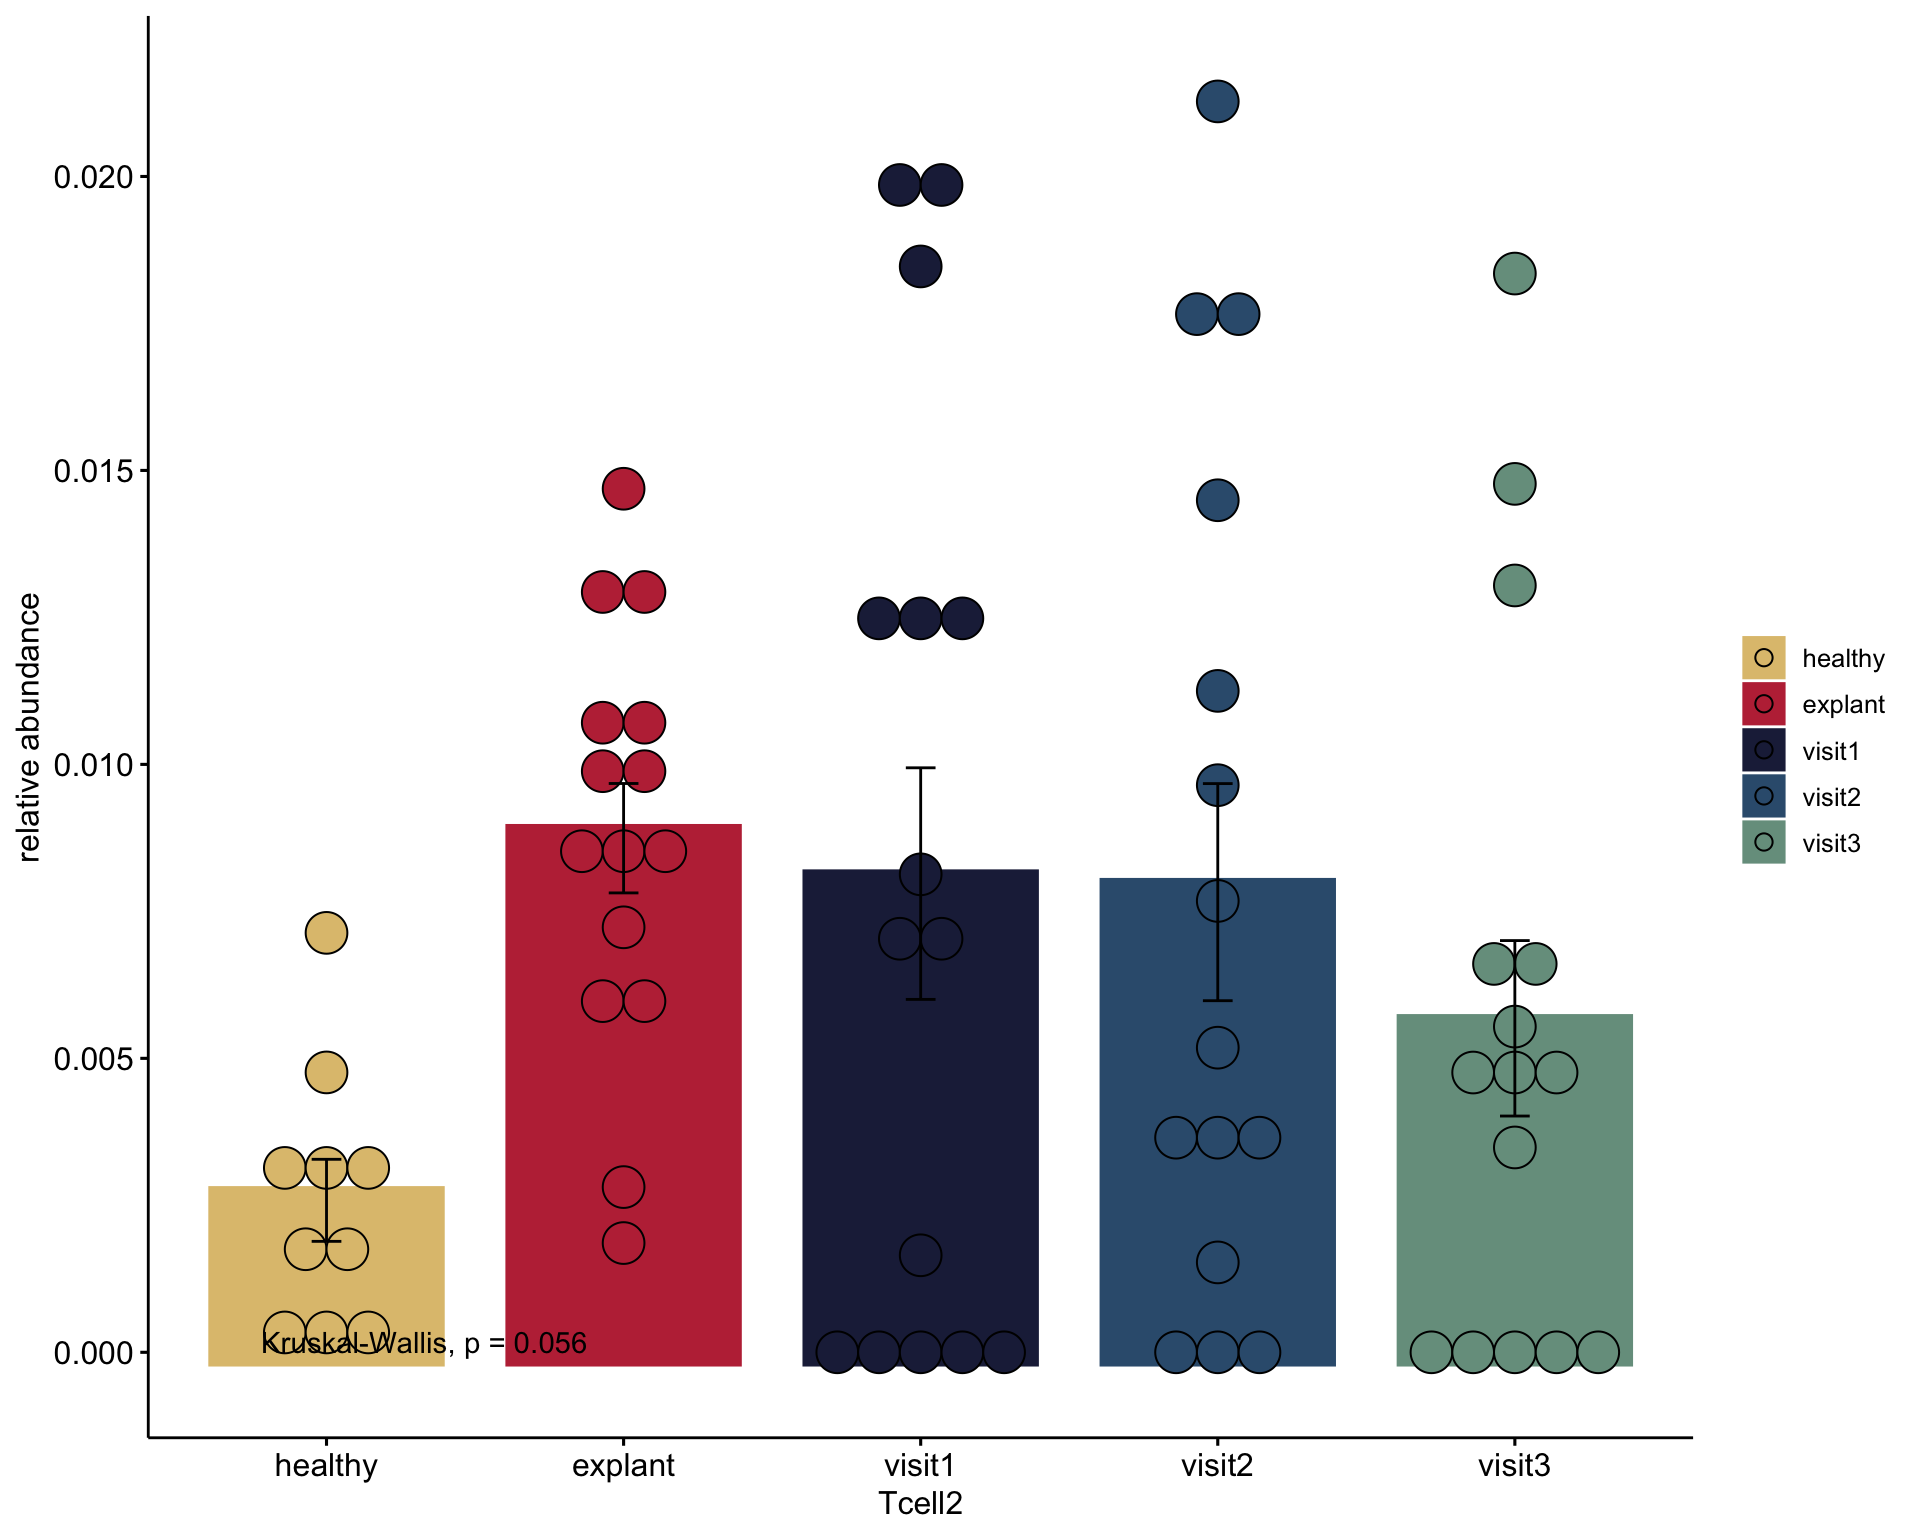 relative abundance
0.020
0.015
0.010
0.005
0.000
Kruskal-Wallis, p = 0.056
healthy
explant
visit1
visit2
visit3
Tcell2
healthy
explant
visit1
visit2
visit3